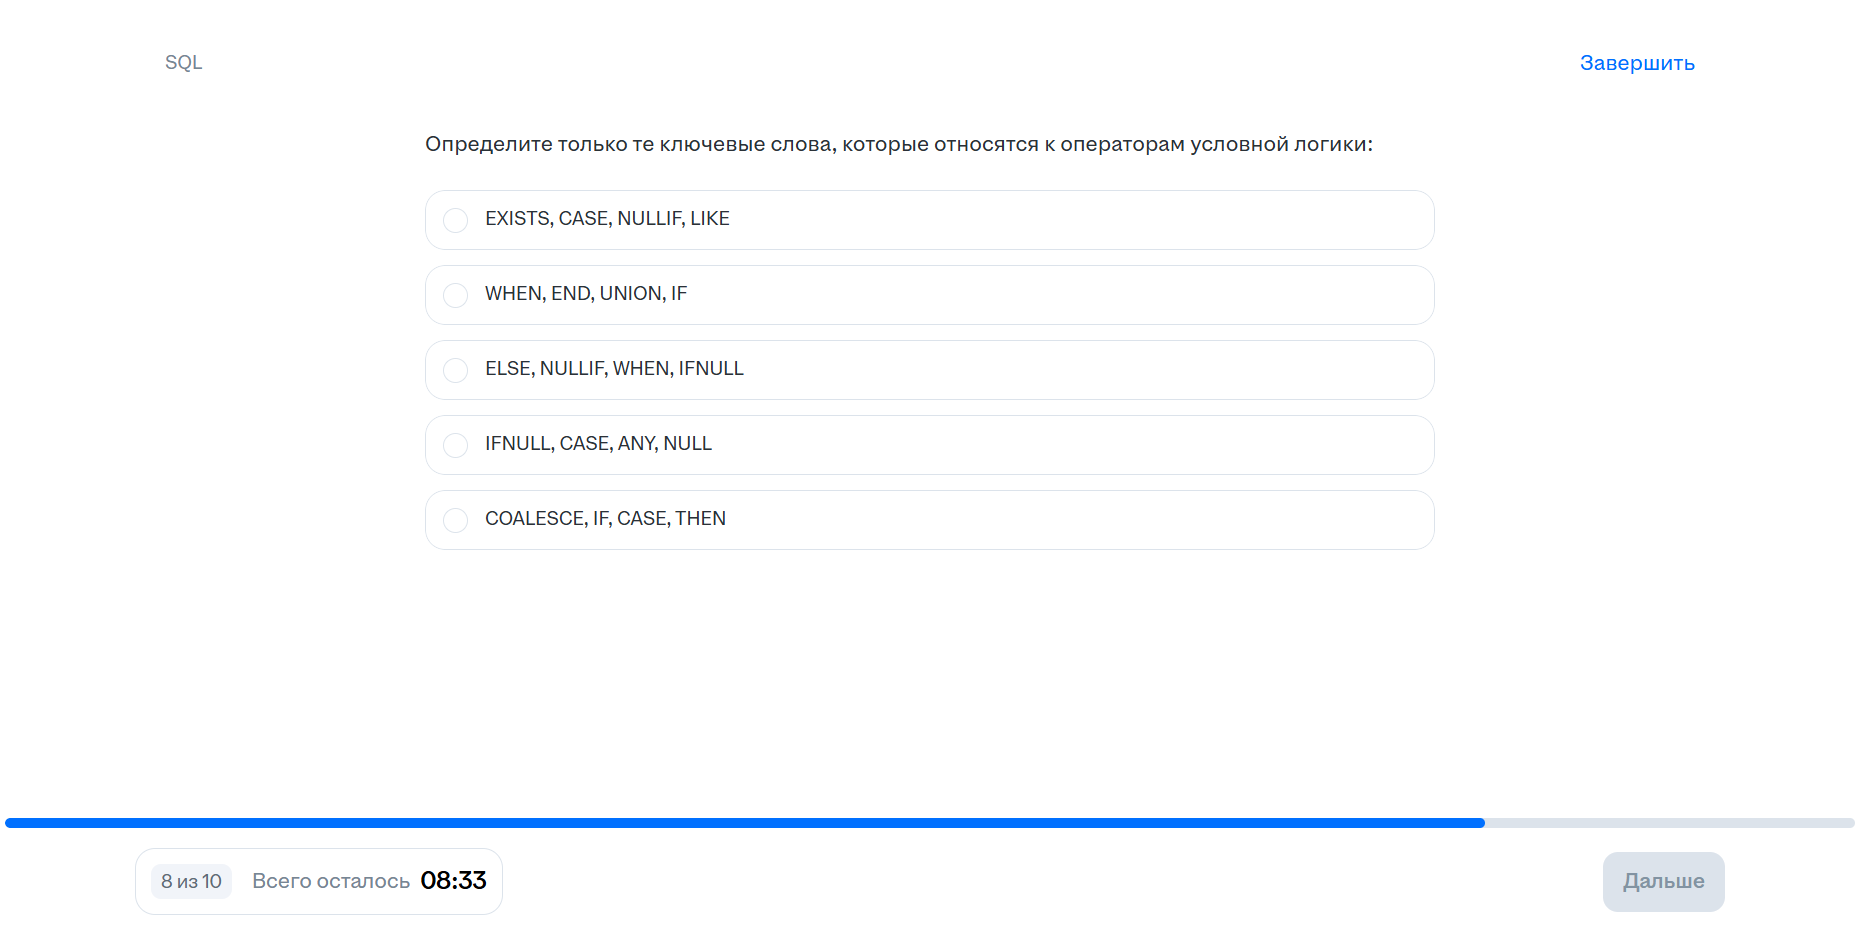 SQL
Завершить
Определите только те ключевые слова, которые относятся к операторам условной логики:
EXISTS, CASE, NULLIF, LIKE
WHEN, END, UNION, IF
ELSE, NULLIF, WHEN, IFNULL
IFNULL, CASE, ANY, NULL
COALESCE, IF, CASE, THEN
8 из 10 Всего осталось 08:33
Дальше